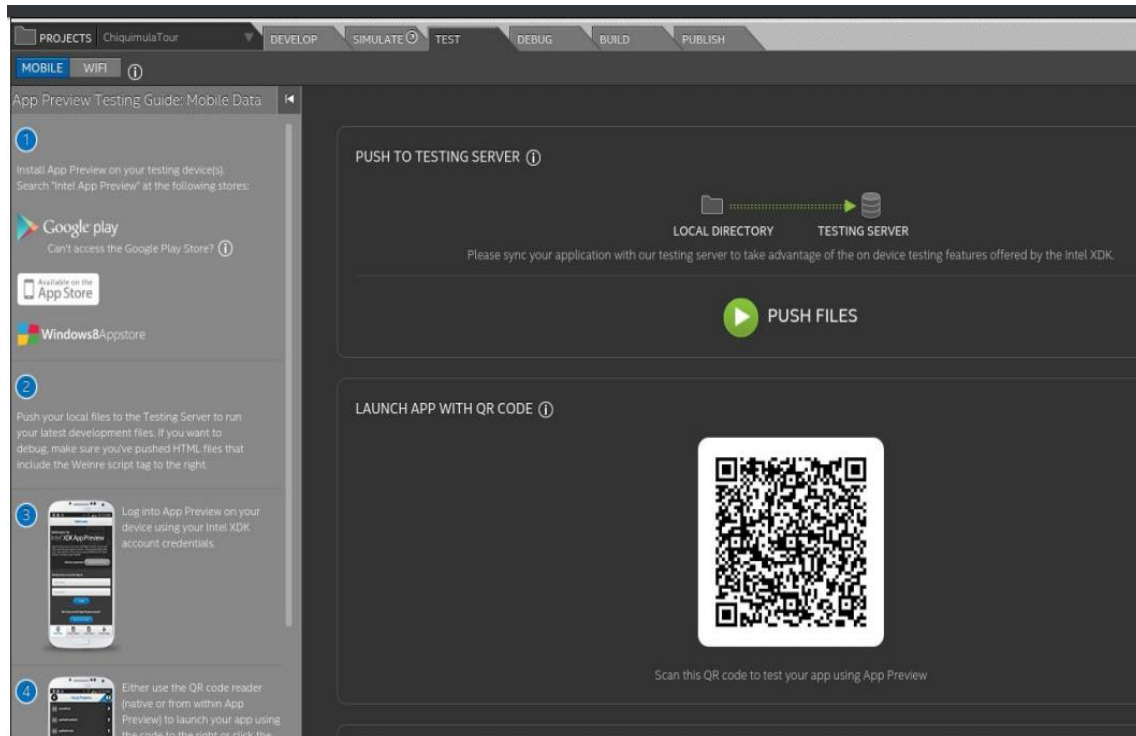 PROJECTS ChiquimulaTour
DEVELOP
SIMULATE
TEST
DEBUG
BUILD
PUBLISH
MOBILE WIFI
App Preview Testing Guide: Mobile Data
1
Install App Preview on your testing device(s).
Search "Intel App Preview" at the following stores:
Google play
Can't access the Google Play Store?
Available on the
App Store
Windows8Appstore
2
Push your local files to the Testing Server to run
your latest development files. If you want to
debug, make sure you've pushed HTML files that
include the Weinre script tag to the right.
3
Log into App Preview on your
device using your Intel XDK
account credentials.
4
Either use the QR code reader
(native or from within App
Preview) to launch your app using
the code to the right or click the
PUSH TO TESTING SERVER
LOCAL DIRECTORY
TESTING SERVER
Please sync your application with our testing server to take advantage of the on device testing features offered by the Intel XDK.
PUSH FILES
LAUNCH APP WITH QR CODE
Scan this QR code to test your app using App Preview